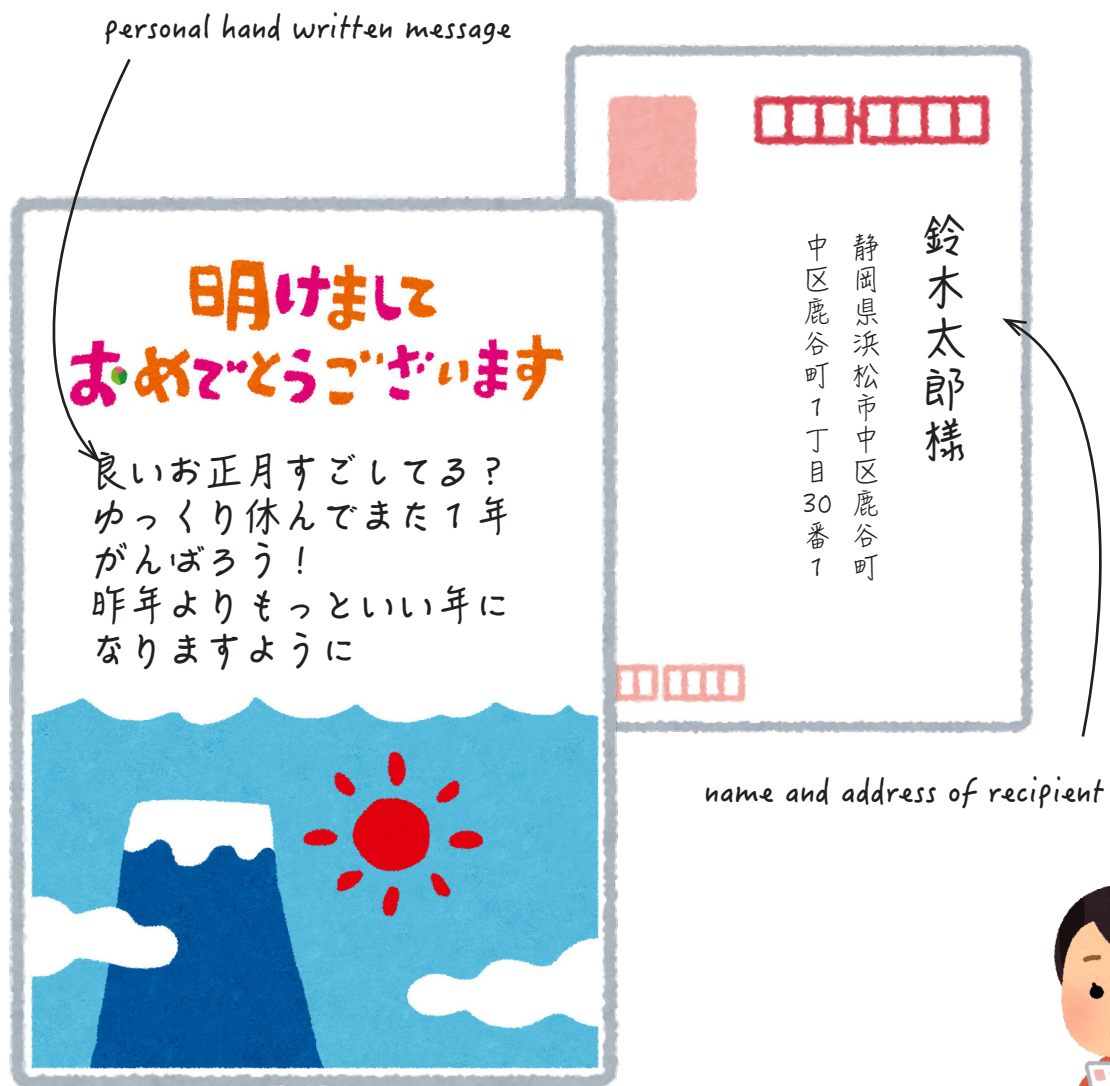 personal hand written message
明けまして
おめでとうございます
良いお正月すごしてる？
ゆっくり休んでまた1年
がんばろう！
昨年よりもっといい年に
なりますように
鈴木太郎様
静岡県浜松市中区鹿谷町
中区鹿谷町1丁目30番1
name and address of recipient